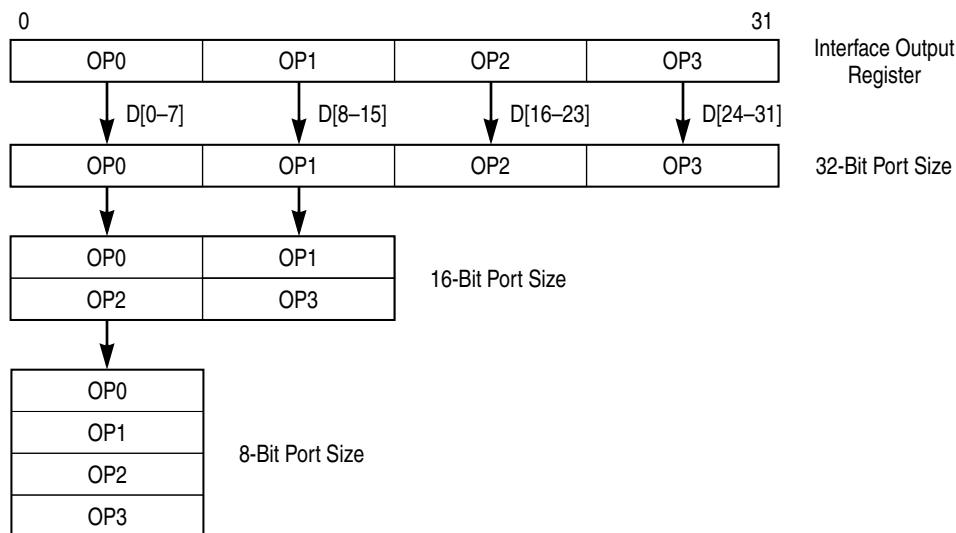 0 31
OP0 OP1 OP2 OP3 Interface Output
Register
D[0–7] D[8–15] D[16–23] D[24–31]
OP0 OP1 OP2 OP3 32-Bit Port Size
OP0 OP1
16-Bit Port Size
OP2 OP3
OP0
OP1
8-Bit Port Size
OP2
OP3